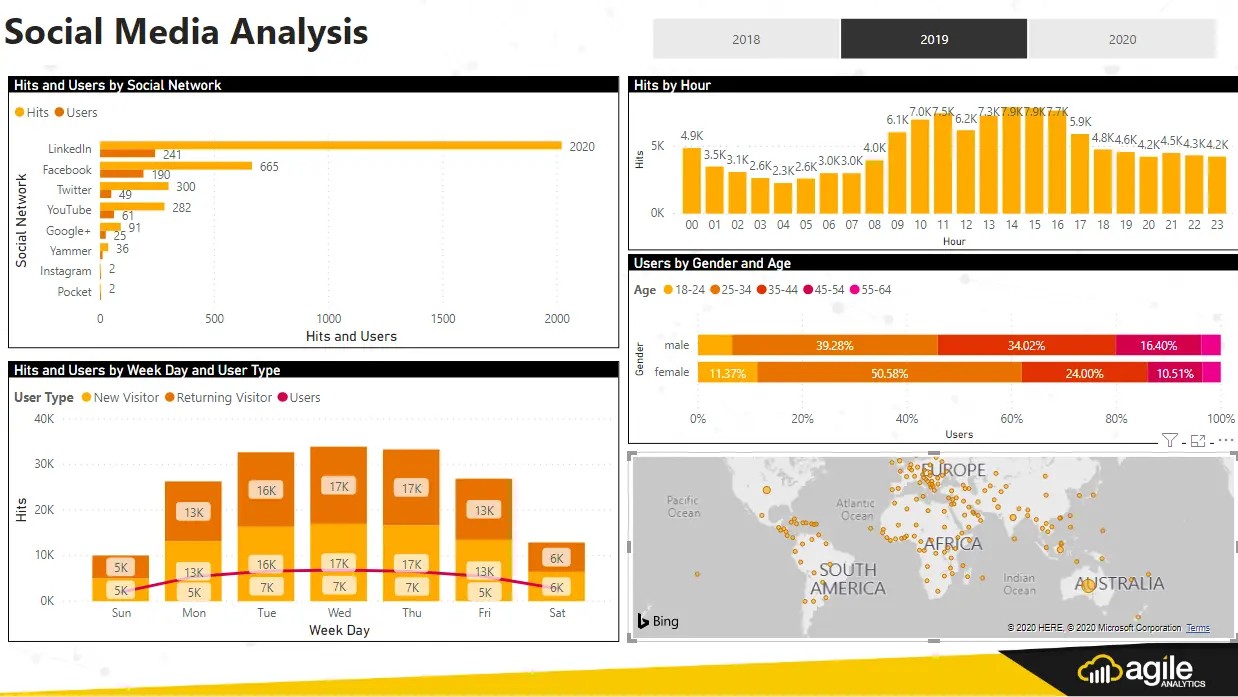 Social Media Analysis
2018 2019 2020
Hits and Users by Social Network
Hits Users
Social Network
LinkedIn 2020
241
Facebook 665
190
Twitter 300
49
YouTube 282
61
Google+ 91
25
Yammer 36
Instagram 2
Pocket 2
0 500 1000 1500 2000
Hits and Users
Hits by Hour
Hits
5K
0K
4.9K 3.5K 3.1K 2.6K 2.3K 2.6K 3.0K 3.0K 4.0K 6.1K 7.0K 7.5K 6.2K 7.3K 7.9K 7.9K 7.7K 5.9K 4.8K 4.6K 4.2K 4.5K 4.3K 4.2K
00 01 02 03 04 05 06 07 08 09 10 11 12 13 14 15 16 17 18 19 20 21 22 23
Hour
Users by Gender and Age
Age 18-24 25-34 35-44 45-54 55-64
Gender
male 39.28% 34.02% 16.40%
female 11.37% 50.58% 24.00% 10.51%
0% 20% 40% 60% 80% 100%
Users
Hits and Users by Week Day and User Type
User Type New Visitor Returning Visitor Users
Hits
40K
30K
20K
10K
0K
5K 13K 16K 17K 17K 13K 6K
5K 13K 16K 17K 17K 13K 6K
5K 7K 7K 7K 5K
Sun Mon Tue Wed Thu Fri Sat
Week Day
EUROPE
Pacific
Ocean
Atlantic
Ocean
AFRICA
SOUTH
AMERICA
Indian
Ocean
AUSTRALIA
Bing
© 2020 HERE, © 2020 Microsoft Corporation Terms
agile
ANALYTICS